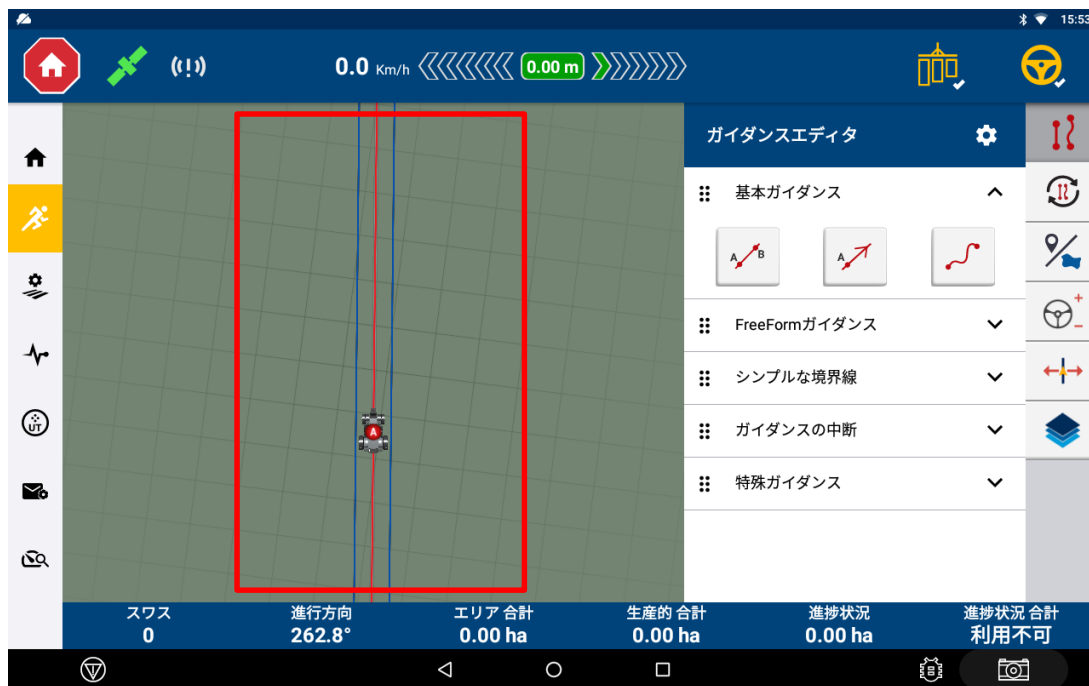 15:53
0.0 Km/h 0.00 m
ガイダンスエディタ
基本ガイダンス
A B
A
FreeFormガイダンス
シンプルな境界線
ガイダンスの中断
特殊ガイダンス
UT
A
スワス
0
進行方向
262.8°
エリア 合計
0.00 ha
生産的 合計
0.00 ha
進捗状況
0.00 ha
進捗状況 合計
利用不可